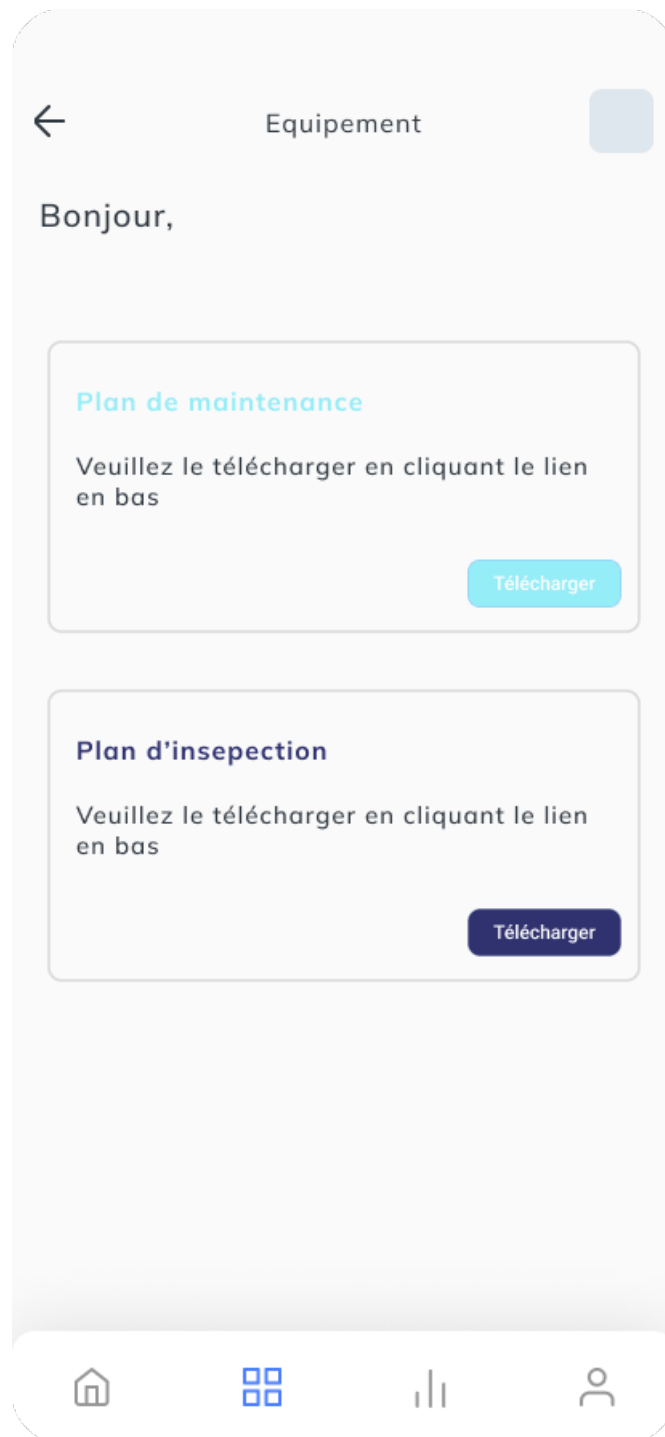 Equipement
Bonjour,
Plan de maintenance
Veuillez le télécharger en cliquant le lien
en bas
Télécharger
Plan d’insepection
Veuillez le télécharger en cliquant le lien
en bas
Télécharger